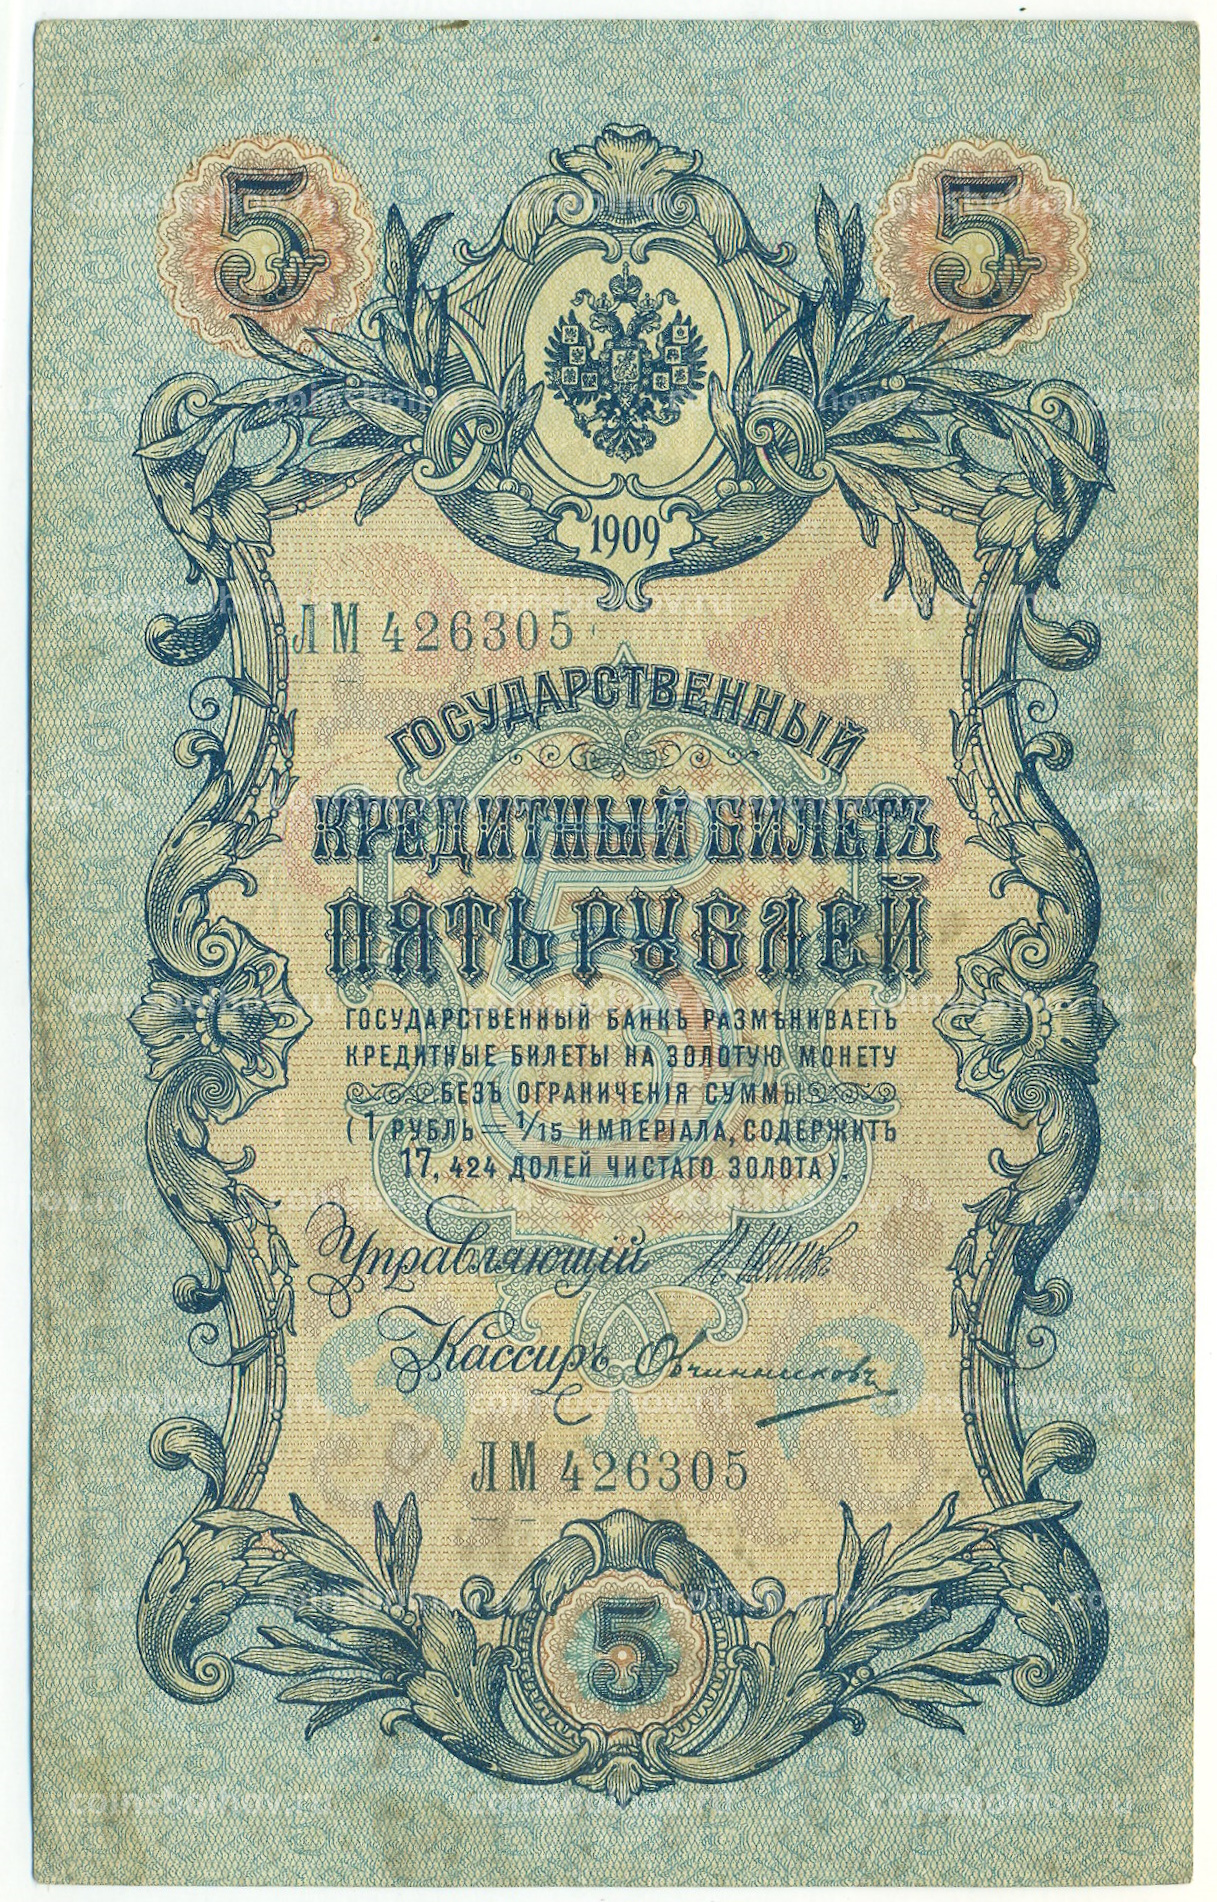 5 5
1909
ЛМ 426305
ГОСУДАРСТВЕННЫЙ
КРЕДИТНЫЙ БИЛЕТЪ
ПЯТЬ РУБЛЕЙ
ГОСУДАРСТВЕННЫЙ БАНКЪ РАЗМѢНИВАЕТЪ
КРЕДИТНЫЕ БИЛЕТЫ НА ЗОЛОТУЮ МОНЕТУ
БЕЗЪ ОГРАНИЧЕНІЯ СУММЫ
(1 РУБЛЬ = 1/15 ИМПЕРІАЛА, СОДЕРЖИТЪ
17, 424 ДОЛЕЙ ЧИСТАГО ЗОЛОТА).
Управляющій
Кассиръ Овчинниковъ
ЛМ 426305
5